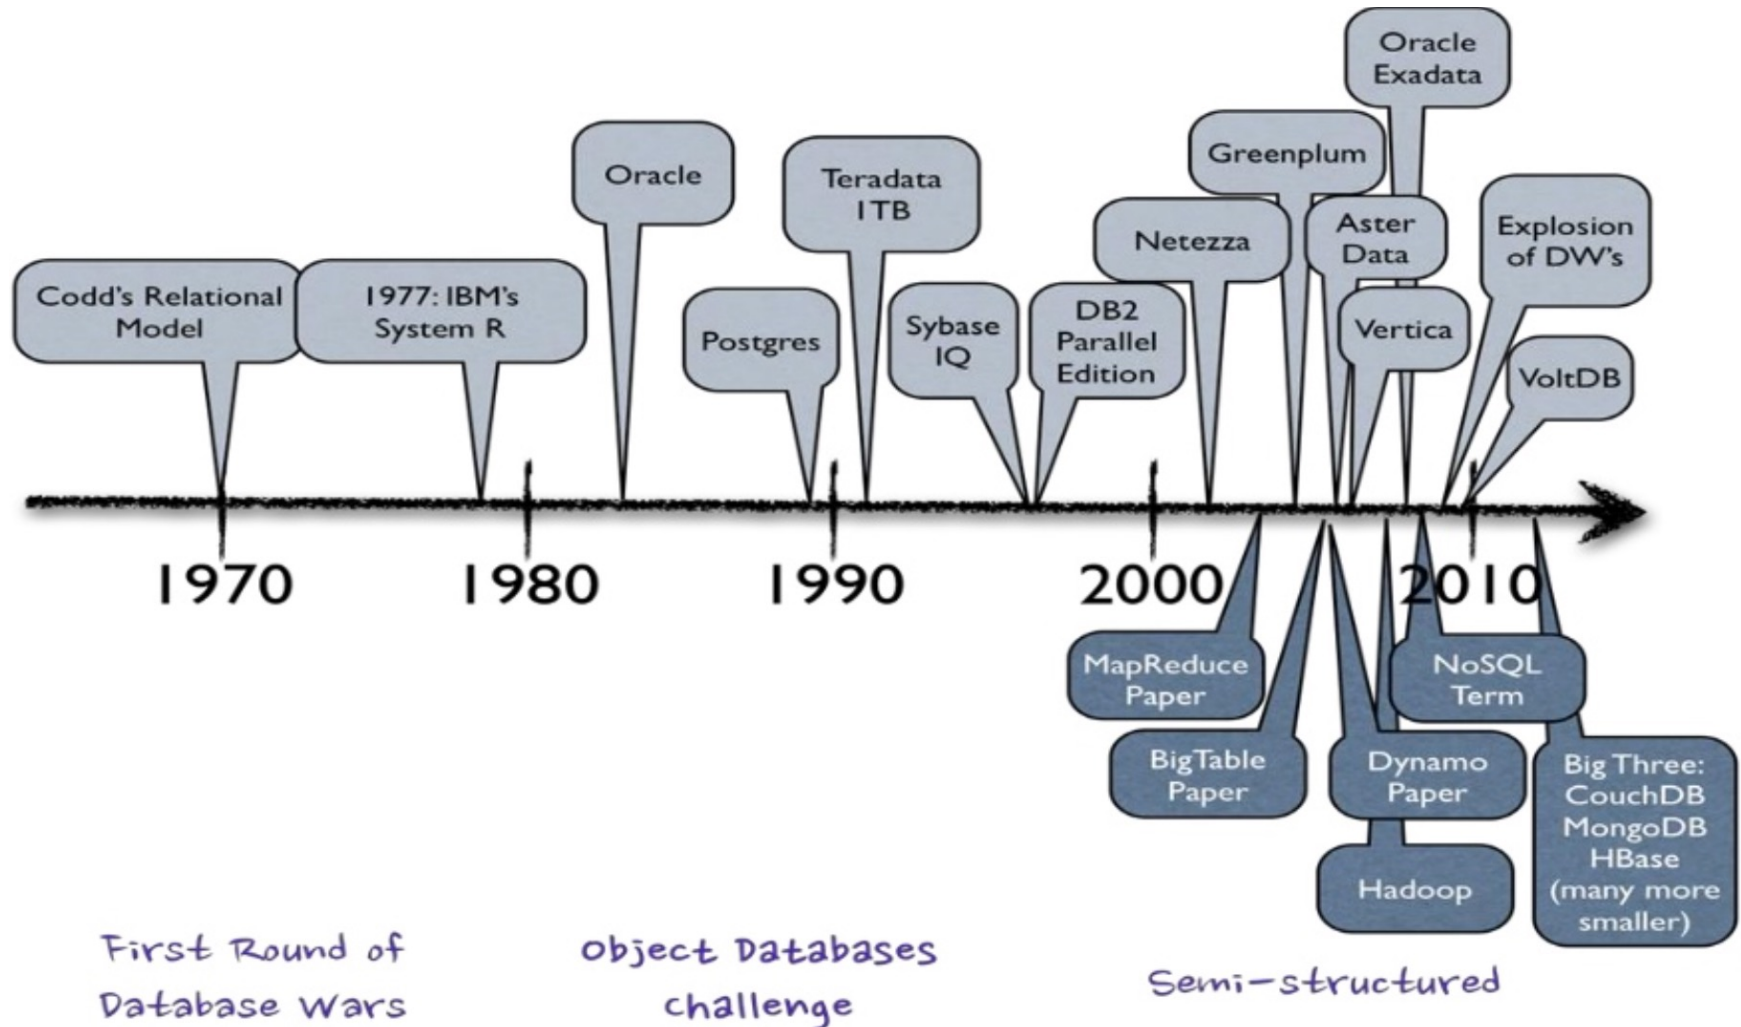 Oracle
Exadata
Greenplum
Oracle
Teradata
1TB
Netezza
Aster
Data
Explosion
of DW's
Codd's Relational
Model
1977: IBM's
System R
Postgres
Sybase
IQ
DB2
Parallel
Edition
Vertica
VoltDB
1970
1980
1990
2000
2010
MapReduce
Paper
NoSQL
Term
BigTable
Paper
Dynamo
Paper
Hadoop
Big Three:
CouchDB
MongoDB
HBase
(many more
smaller)
First Round of
Database Wars
Object Databases
challenge
Semi-structured